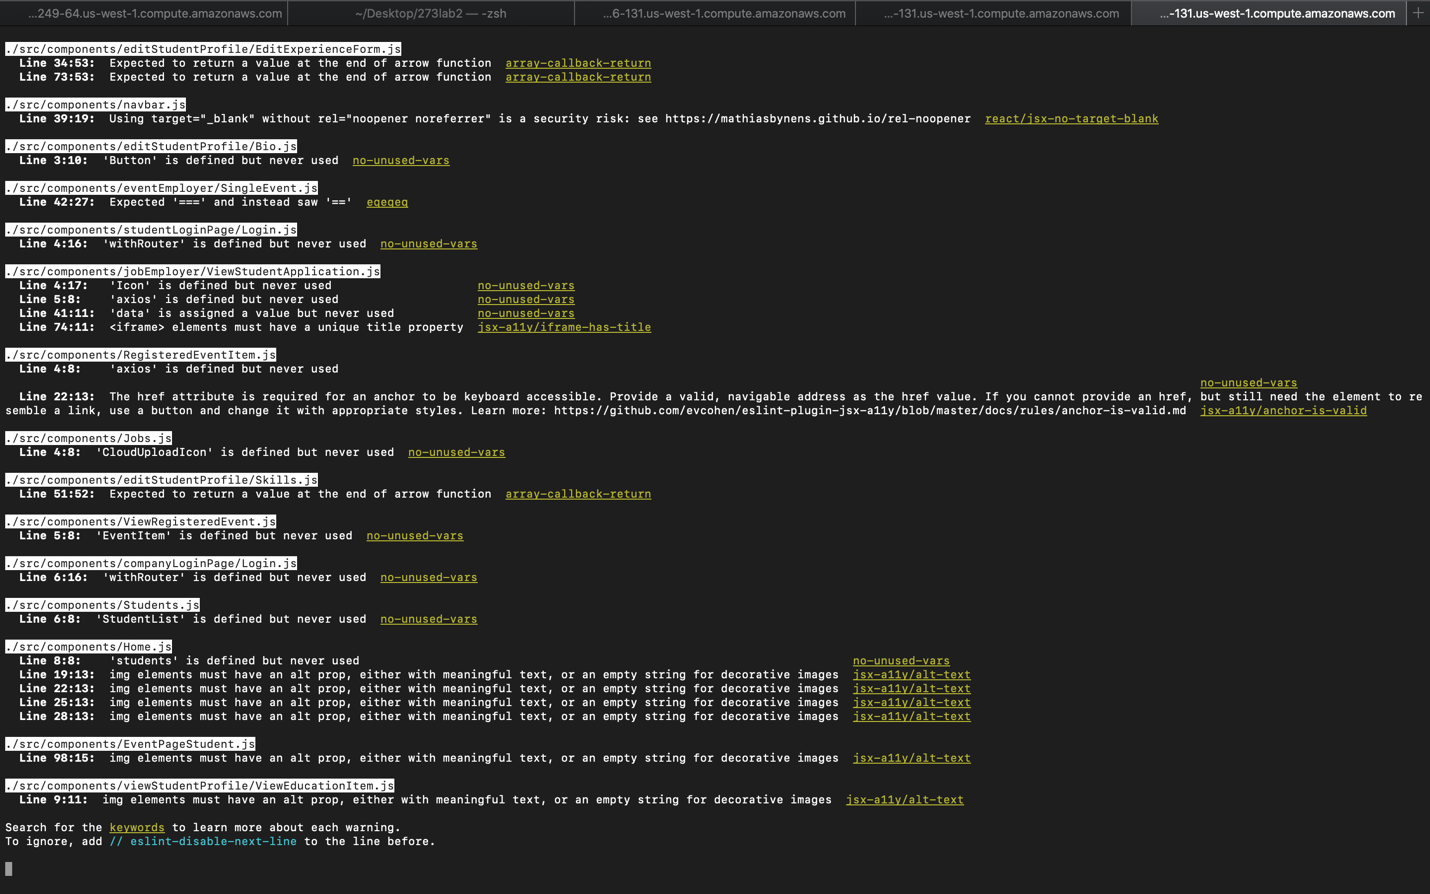 ...249-64.us-west-1.compute.amazonaws.com ~/Desktop/273lab2 — -zsh ...6-131.us-west-1.compute.amazonaws.com ...-131.us-west-1.compute.amazonaws.com ...-131.us-west-1.compute.amazonaws.com +
./src/components/editStudentProfile/EditExperienceForm.js
Line 34:53: Expected to return a value at the end of arrow function array-callback-return
Line 73:53: Expected to return a value at the end of arrow function array-callback-return
./src/components/navbar.js
Line 39:19: Using target="_blank" without rel="noopener noreferrer" is a security risk: see https://mathiasbynens.github.io/rel-noopener react/jsx-no-target-blank
./src/components/editStudentProfile/Bio.js
Line 3:10: 'Button' is defined but never used no-unused-vars
./src/components/eventEmployer/SingleEvent.js
Line 42:27: Expected '===' and instead saw '==' eqeqeq
./src/components/studentLoginPage/Login.js
Line 4:16: 'withRouter' is defined but never used no-unused-vars
./src/components/jobEmployer/ViewStudentApplication.js
Line 4:17: 'Icon' is defined but never used no-unused-vars
Line 5:8: 'axios' is defined but never used no-unused-vars
Line 41:11: 'data' is assigned a value but never used no-unused-vars
Line 74:11: <iframe> elements must have a unique title property jsx-a11y/iframe-has-title
./src/components/RegisteredEventItem.js
Line 4:8: 'axios' is defined but never used
no-unused-vars
Line 22:13: The href attribute is required for an anchor to be keyboard accessible. Provide a valid, navigable address as the href value. If you cannot provide an href, but still need the element to re
semble a link, use a button and change it with appropriate styles. Learn more: https://github.com/evcohen/eslint-plugin-jsx-a11y/blob/master/docs/rules/anchor-is-valid.md jsx-a11y/anchor-is-valid
./src/components/Jobs.js
Line 4:8: 'CloudUploadIcon' is defined but never used no-unused-vars
./src/components/editStudentProfile/Skills.js
Line 51:52: Expected to return a value at the end of arrow function array-callback-return
./src/components/ViewRegisteredEvent.js
Line 5:8: 'EventItem' is defined but never used no-unused-vars
./src/components/companyLoginPage/Login.js
Line 6:16: 'withRouter' is defined but never used no-unused-vars
./src/components/Students.js
Line 6:8: 'StudentList' is defined but never used no-unused-vars
./src/components/Home.js
Line 8:8: 'students' is defined but never used no-unused-vars
Line 19:13: img elements must have an alt prop, either with meaningful text, or an empty string for decorative images jsx-a11y/alt-text
Line 22:13: img elements must have an alt prop, either with meaningful text, or an empty string for decorative images jsx-a11y/alt-text
Line 25:13: img elements must have an alt prop, either with meaningful text, or an empty string for decorative images jsx-a11y/alt-text
Line 28:13: img elements must have an alt prop, either with meaningful text, or an empty string for decorative images jsx-a11y/alt-text
./src/components/EventPageStudent.js
Line 98:15: img elements must have an alt prop, either with meaningful text, or an empty string for decorative images jsx-a11y/alt-text
./src/components/viewStudentProfile/ViewEducationItem.js
Line 9:11: img elements must have an alt prop, either with meaningful text, or an empty string for decorative images jsx-a11y/alt-text
Search for the keywords to learn more about each warning.
To ignore, add // eslint-disable-next-line to the line before.